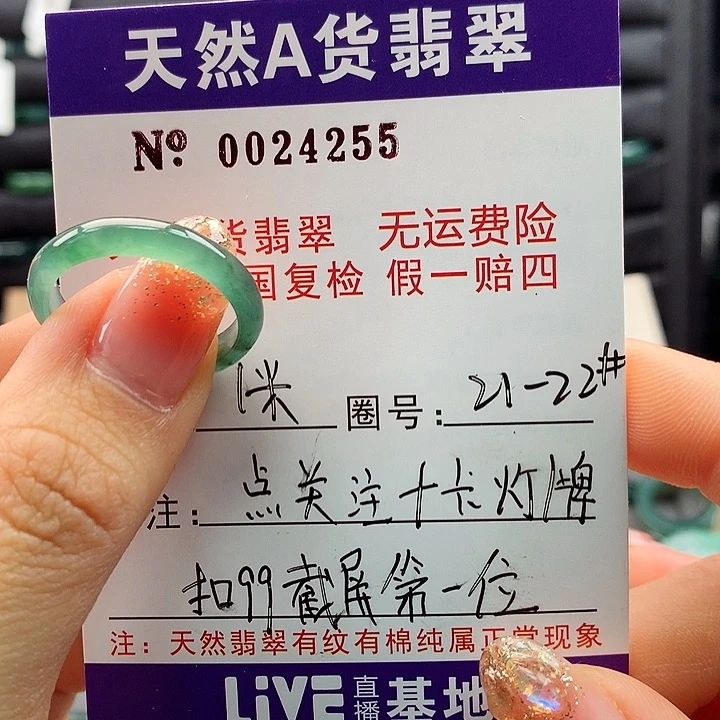 天然A货翡翠
Nº. 0024255
货翡翠 无运费险
国复检 假一赔四
1米 圈号: 21-22#
注: 点关注十卡灯牌
扣99截屏第一位
注: 天然翡翠有纹有棉纯属正常现象
LiVE 直播 基地